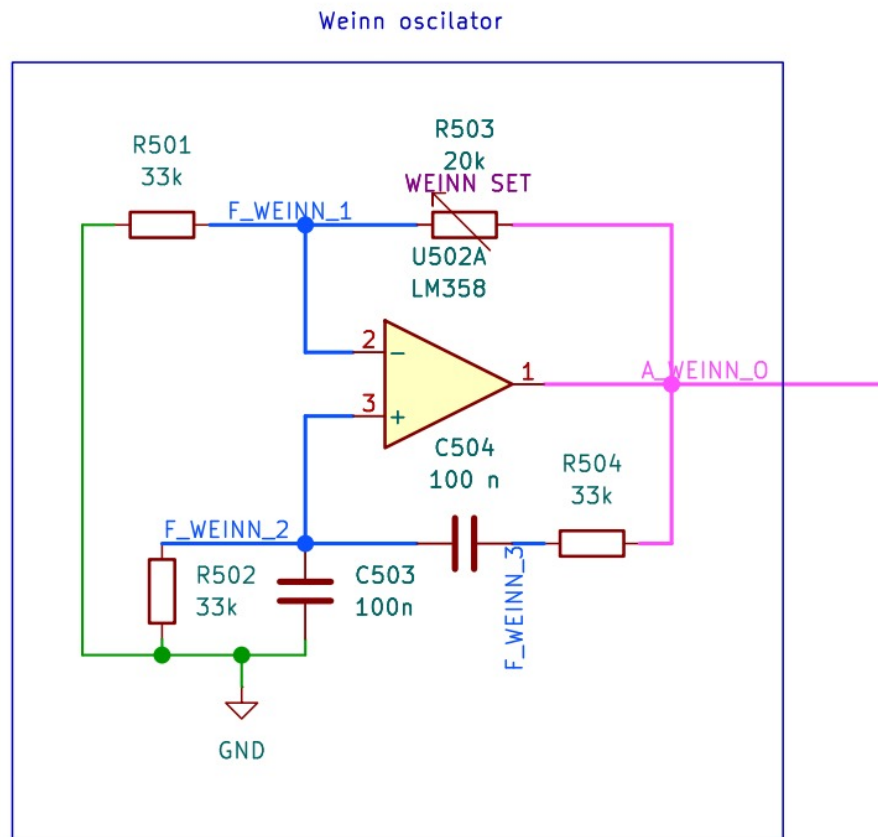 Weinn oscilator
R501
33k
R503
20k
WEINN SET
F_WEINN_1
U502A
LM358
2
−
1
A_WEINN_O
3
+
C504
100 n
R504
33k
F_WEINN_2
F_WEINN_3
R502
33k
C503
100n
GND